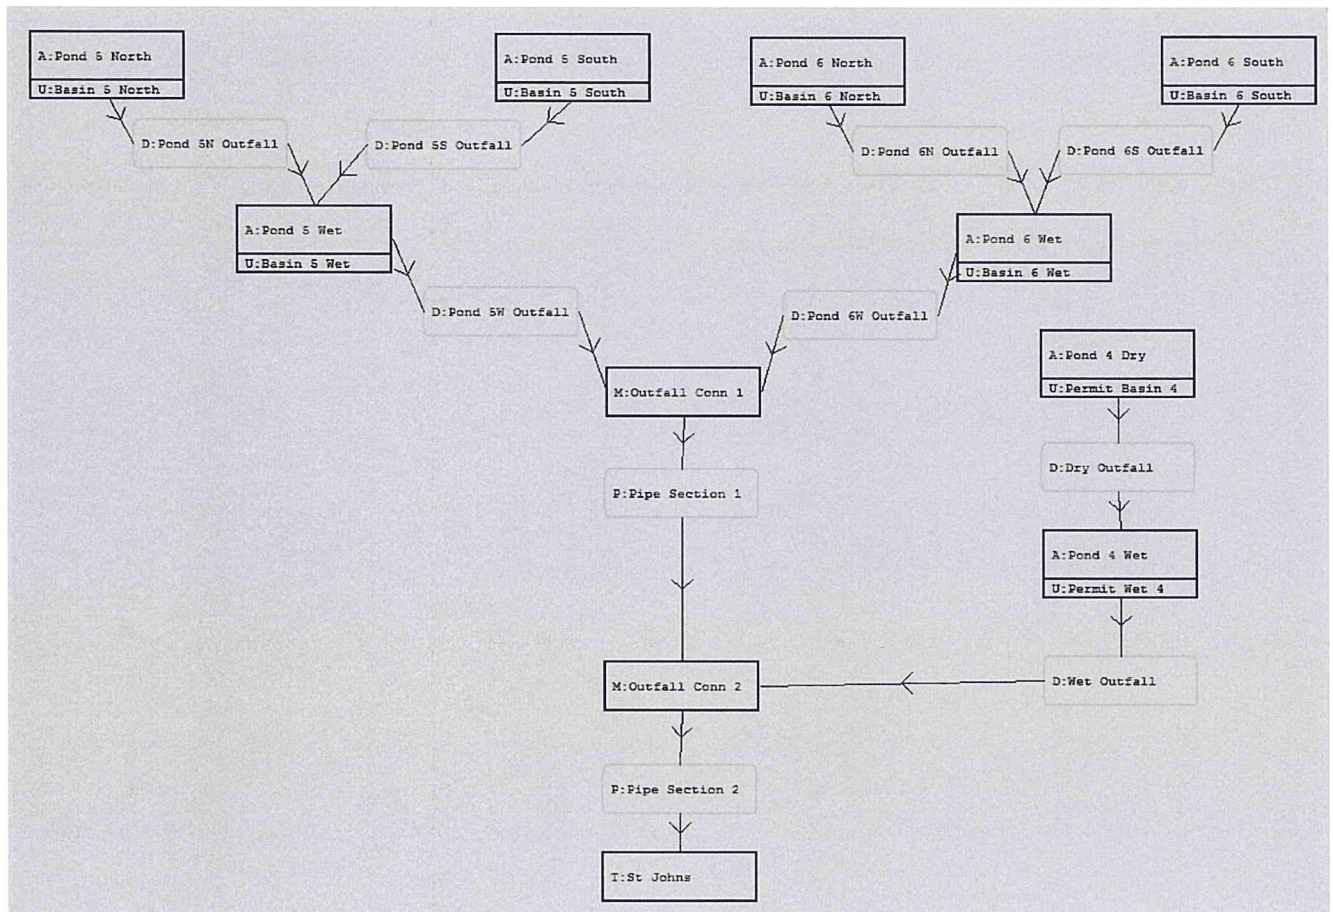 A:Pond 5 North
U:Basin 5 North
A:Pond 5 South
U:Basin 5 South
A:Pond 6 North
U:Basin 6 North
A:Pond 6 South
U:Basin 6 South
D:Pond 5N Outfall
D:Pond 5S Outfall
D:Pond 6N Outfall
D:Pond 6S Outfall
A:Pond 5 Wet
U:Basin 5 Wet
A:Pond 6 Wet
U:Basin 6 Wet
D:Pond 5W Outfall
D:Pond 6W Outfall
A:Pond 4 Dry
U:Permit Basin 4
M:Outfall Conn 1
D:Dry Outfall
P:Pipe Section 1
A:Pond 4 Wet
U:Permit Wet 4
M:Outfall Conn 2
D:Wet Outfall
P:Pipe Section 2
T:St Johns